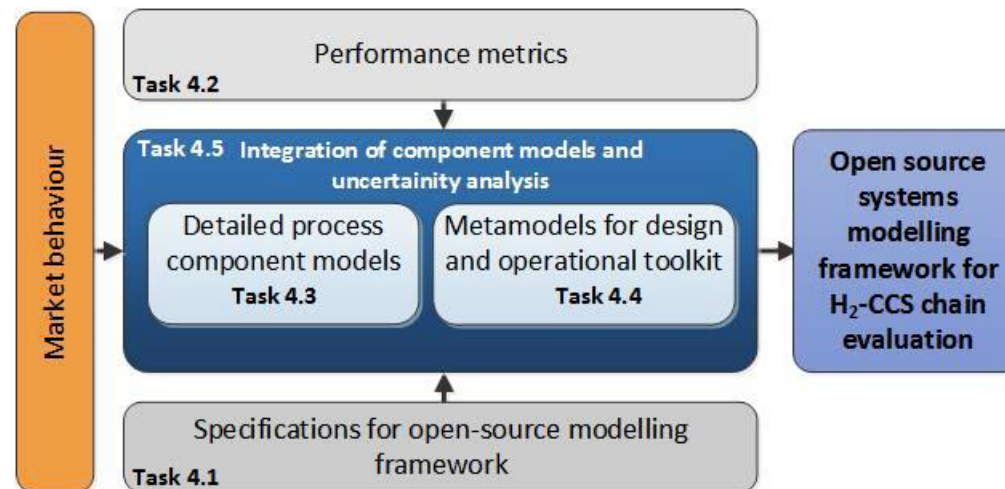 Market behaviour
Performance metrics
Task 4.2
Task 4.5 Integration of component models and
uncertainity analysis
Detailed process
component models
Task 4.3
Metamodels for design
and operational toolkit
Task 4.4
Specifications for open-source modelling
framework
Task 4.1
Open source
systems
modelling
framework for
H₂-CCS chain
evaluation